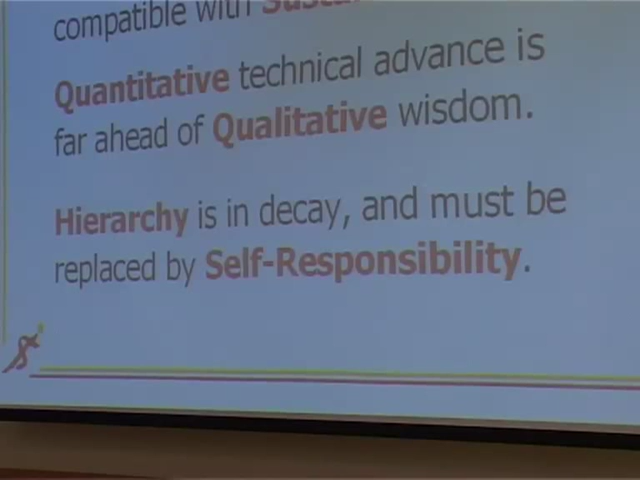 compatible with
Quantitative technical advance is
far ahead of Qualitative wisdom.
Hierarchy is in decay, and must be
replaced by Self-Responsibility.